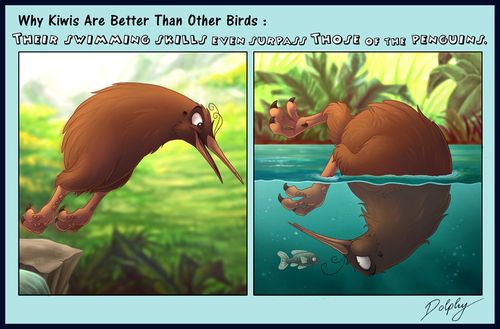 Why Kiwis Are Better Than Other Birds :
Their swimming skills even surpass those of the penguins.
Dolphy